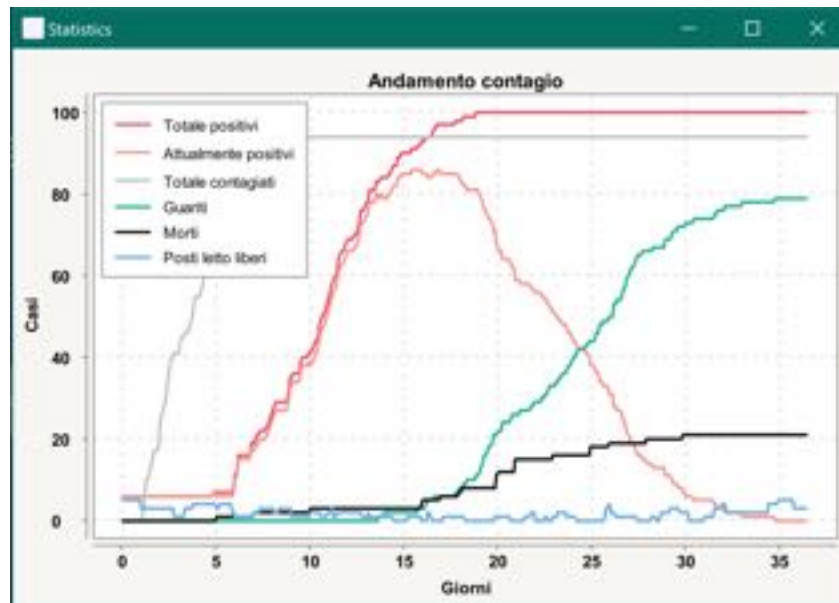 Statistics
Andamento contagio
Totale positivi
Attualmente positivi
Totale contagiati
Guariti
Morti
Posti letto liberi
Casi
100
80
60
40
20
0
0 5 10 15 20 25 30 35
Giorni